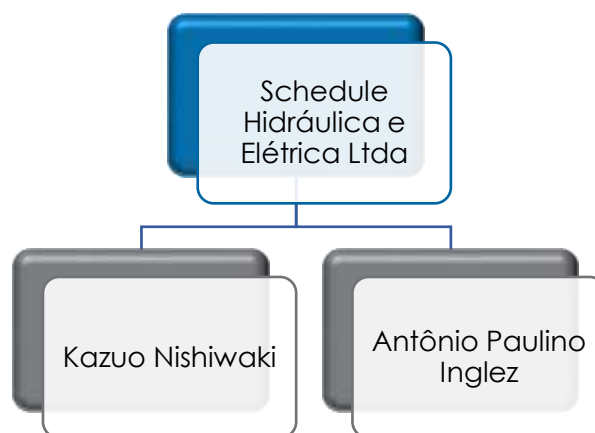 Schedule
Hidráulica e
Elétrica Ltda
Kazuo Nishiwaki
Antônio Paulino
Inglez